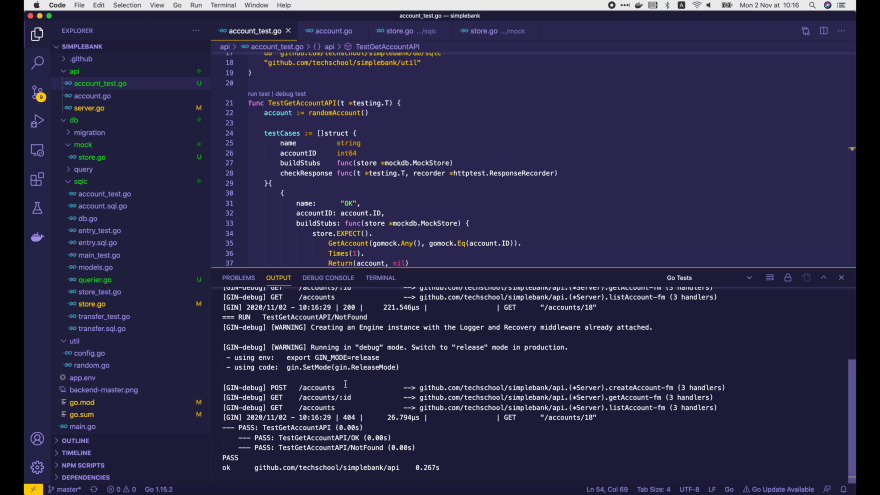 Code File Edit Selection View Go Run Terminal Window Help
Mon 2 Nov at 10:16
account_test.go — simplebank
EXPLORER
SIMPLEBANK
.github
api
account_test.go U
account.go
server.go M
db
migration
mock
store.go U
query
sqlc
account_test.go
account.sql.go
db.go
entry_test.go
entry.sql.go
main_test.go
models.go
querier.go U
store_test.go
store.go M
transfer_test.go
transfer.sql.go
util
config.go
random.go
app.env
backend-master.png
go.mod M
go.sum M
main.go
OUTLINE
TIMELINE
NPM SCRIPTS
DEPENDENCIES
account_test.go account.go store.go .../sqlc store.go .../mock
api > account_test.go > {} api > TestGetAccountAPI
17 db "github.com/techschool/simplebank/db/sqlc"
18 "github.com/techschool/simplebank/util"
19 )
20
run test | debug test
21 func TestGetAccountAPI(t *testing.T) {
22 account := randomAccount()
23
24 testCases := []struct {
25 name string
26 accountID int64
27 buildStubs func(store *mockdb.MockStore)
28 checkResponse func(t *testing.T, recorder *httptest.ResponseRecorder)
29 }{
30 {
31 name: "OK",
32 accountID: account.ID,
33 buildStubs: func(store *mockdb.MockStore) {
34 store.EXPECT().
35 GetAccount(gomock.Any(), gomock.Eq(account.ID)).
36 Times(1).
37 Return(account, nil)
PROBLEMS OUTPUT DEBUG CONSOLE TERMINAL
Go Tests
[GIN-debug] GET /accounts/:id --> github.com/techschool/simplebank/api.(*Server).getAccount-fm (3 handlers)
[GIN-debug] GET /accounts --> github.com/techschool/simplebank/api.(*Server).listAccount-fm (3 handlers)
[GIN] 2020/11/02 - 10:16:29 | 200 | 221.546µs | | GET "/accounts/18"
=== RUN TestGetAccountAPI/NotFound
[GIN-debug] [WARNING] Creating an Engine instance with the Logger and Recovery middleware already attached.
[GIN-debug] [WARNING] Running in "debug" mode. Switch to "release" mode in production.
- using env: export GIN_MODE=release
- using code: gin.SetMode(gin.ReleaseMode)
[GIN-debug] POST /accounts --> github.com/techschool/simplebank/api.(*Server).createAccount-fm (3 handlers)
[GIN-debug] GET /accounts/:id --> github.com/techschool/simplebank/api.(*Server).getAccount-fm (3 handlers)
[GIN-debug] GET /accounts --> github.com/techschool/simplebank/api.(*Server).listAccount-fm (3 handlers)
[GIN] 2020/11/02 - 10:16:29 | 404 | 26.794µs | | GET "/accounts/18"
--- PASS: TestGetAccountAPI (0.00s)
--- PASS: TestGetAccountAPI/OK (0.00s)
--- PASS: TestGetAccountAPI/NotFound (0.00s)
PASS
ok github.com/techschool/simplebank/api 0.267s
master* 0 0 Go 1.15.2
Ln 54, Col 69 Tab Size: 4 UTF-8 LF Go Go Update Available